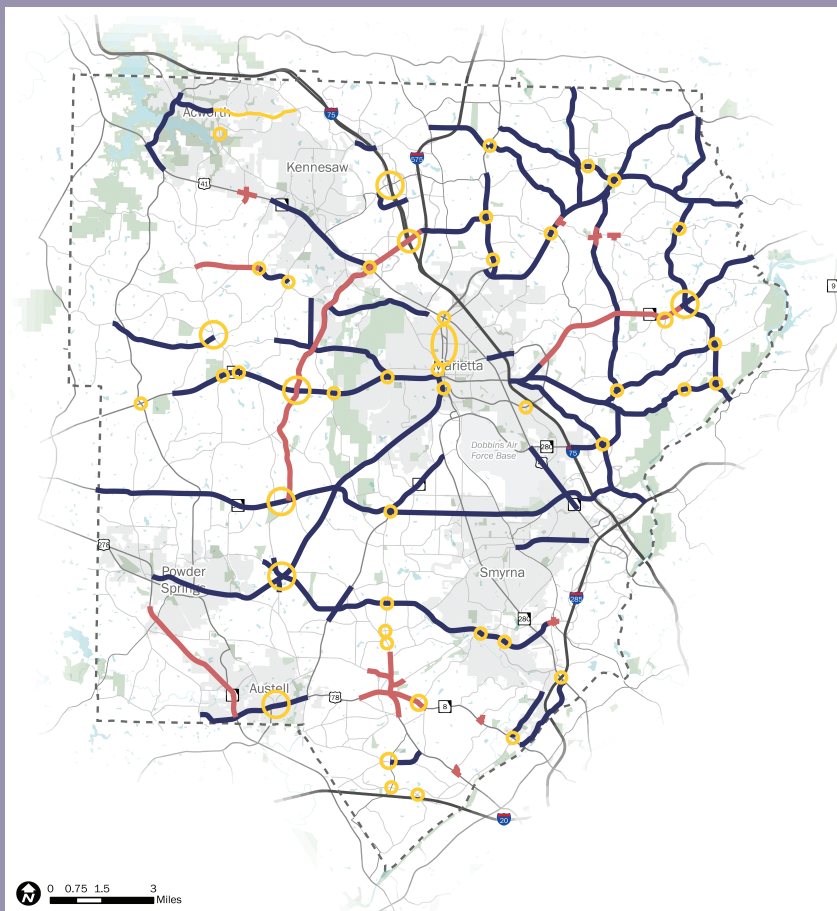 Acworth
75
575
Kennesaw
41
9
Marietta
Dobbins Air
Force Base
280
75
278
Powder
Springs
Smyrna
285
280
Austell
78
8
20
N
0 0.75 1.5 3
Miles